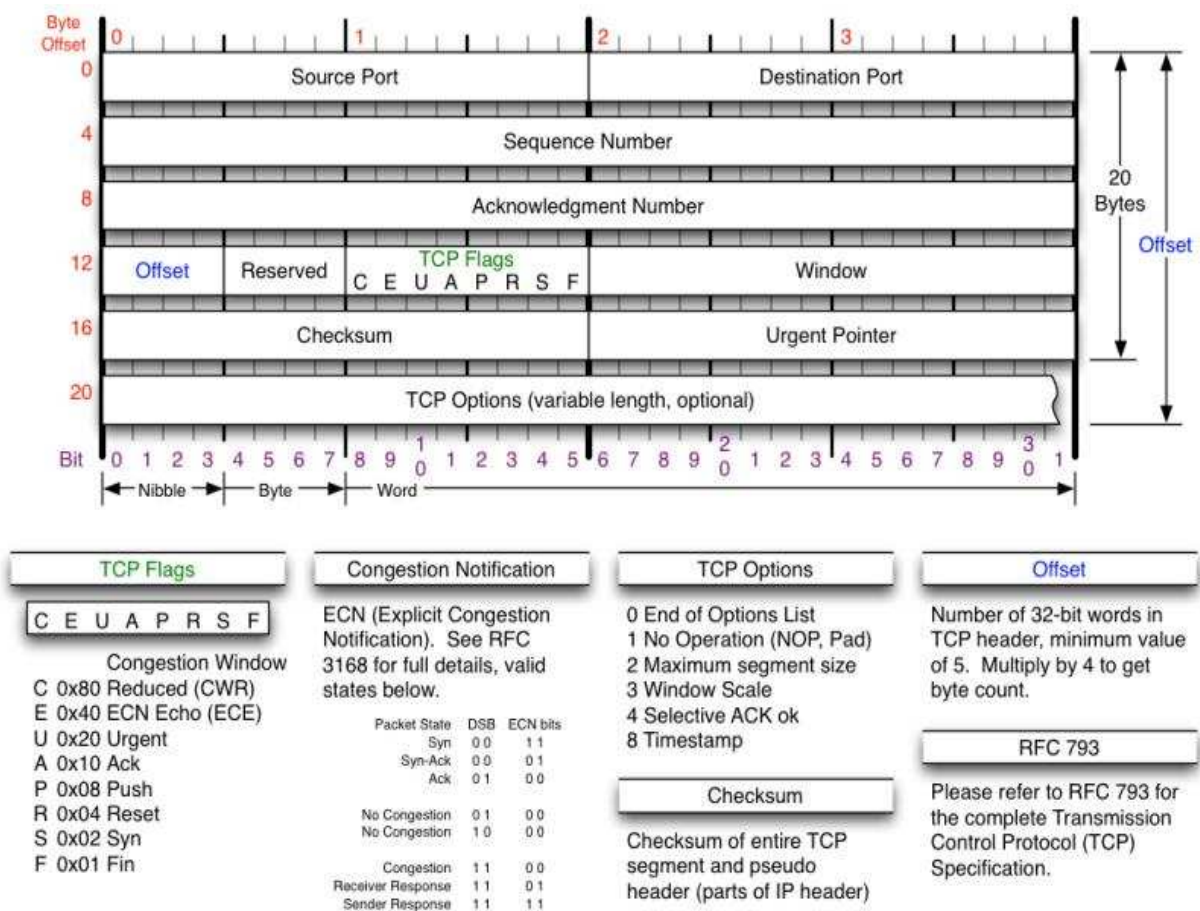 Byte
Offset
0 1 2 3
0
Source Port Destination Port
4
Sequence Number
8
Acknowledgment Number
20
Bytes
Offset
12
Offset Reserved TCP Flags Window
C E U A P R S F
16
Checksum Urgent Pointer
20
TCP Options (variable length, optional)
Bit 0 1 2 3 4 5 6 7 8 9 10 1 2 3 4 5 6 7 8 9 20 1 2 3 4 5 6 7 8 9 30 1
Nibble Byte Word
TCP Flags
C E U A P R S F
Congestion Window
C 0x80 Reduced (CWR)
E 0x40 ECN Echo (ECE)
U 0x20 Urgent
A 0x10 Ack
P 0x08 Push
R 0x04 Reset
S 0x02 Syn
F 0x01 Fin
Congestion Notification
ECN (Explicit Congestion
Notification). See RFC
3168 for full details, valid
states below.
Packet State DSB ECN bits
Syn 0 0 1 1
Syn-Ack 0 0 0 1
Ack 0 1 0 0
No Congestion 0 1 0 0
No Congestion 1 0 0 0
Congestion 1 1 0 0
Receiver Response 1 1 0 1
Sender Response 1 1 1 1
TCP Options
0 End of Options List
1 No Operation (NOP, Pad)
2 Maximum segment size
3 Window Scale
4 Selective ACK ok
8 Timestamp
Checksum
Checksum of entire TCP
segment and pseudo
header (parts of IP header)
Offset
Number of 32-bit words in
TCP header, minimum value
of 5. Multiply by 4 to get
byte count.
RFC 793
Please refer to RFC 793 for
the complete Transmission
Control Protocol (TCP)
Specification.